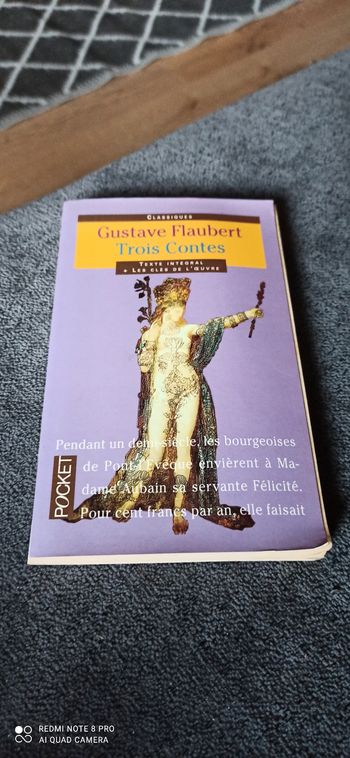 CLASSIQUES
Gustave Flaubert
Trois Contes
TEXTE INTÉGRAL
+ LES CLÉS DE L'ŒUVRE
Pendant un demi-siècle, les bourgeoises
de Pont-l'Évêque envièrent à Ma-
dame Aubain sa servante Félicité.
Pour cent francs par an, elle faisait
POCKET
REDMI NOTE 8 PRO
AI QUAD CAMERA